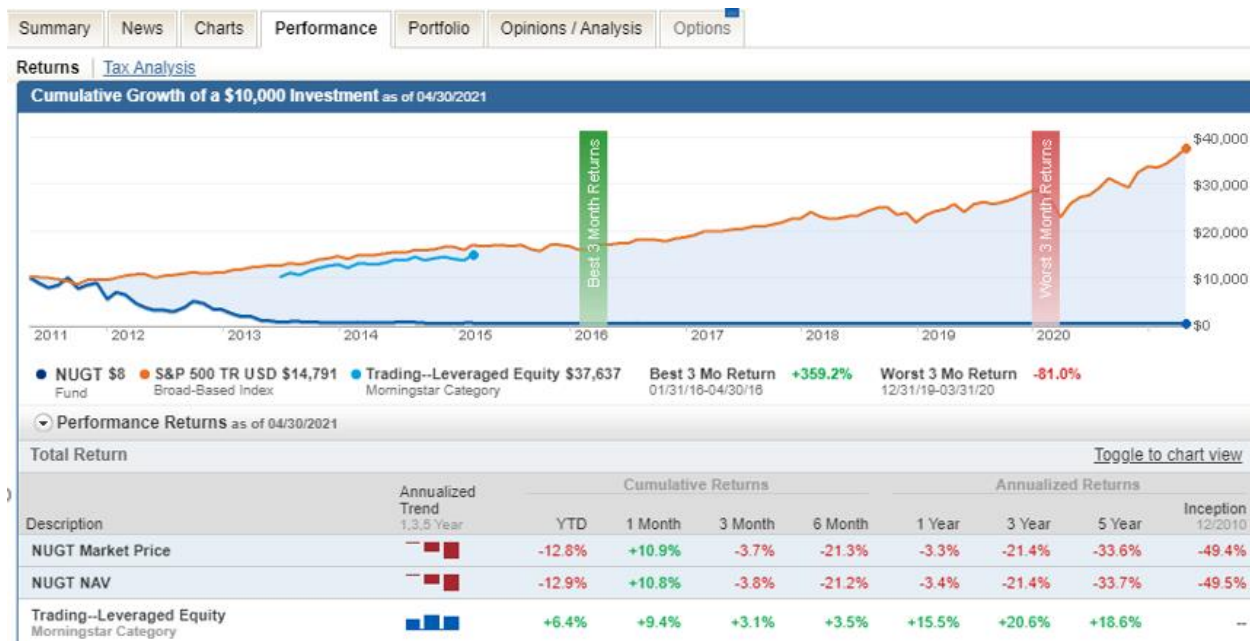 Summary News Charts Performance Portfolio Opinions / Analysis Options
Returns | Tax Analysis
Cumulative Growth of a $10,000 Investment as of 04/30/2021
Best 3 Month Returns
Worst 3 Month Returns
$40,000
$30,000
$20,000
$10,000
$0
2011 2012 2013 2014 2015 2016 2017 2018 2019 2020
NUGT $8 S&P 500 TR USD $14,791 Trading--Leveraged Equity $37,637 Best 3 Mo Return +359.2% Worst 3 Mo Return -81.0%
Fund Broad-Based Index Morningstar Category 01/31/16-04/30/16 12/31/19-03/31/20
Performance Returns as of 04/30/2021
Total Return Toggle to chart view
Cumulative Returns Annualized Returns
Annualized
Trend Inception
Description 1,3,5 Year YTD 1 Month 3 Month 6 Month 1 Year 3 Year 5 Year 12/2010
NUGT Market Price -12.8% +10.9% -3.7% -21.3% -3.3% -21.4% -33.6% -49.4%
NUGT NAV -12.9% +10.8% -3.8% -21.2% -3.4% -21.4% -33.7% -49.5%
Trading--Leveraged Equity +6.4% +9.4% +3.1% +3.5% +15.5% +20.6% +18.6% --
Morningstar Category